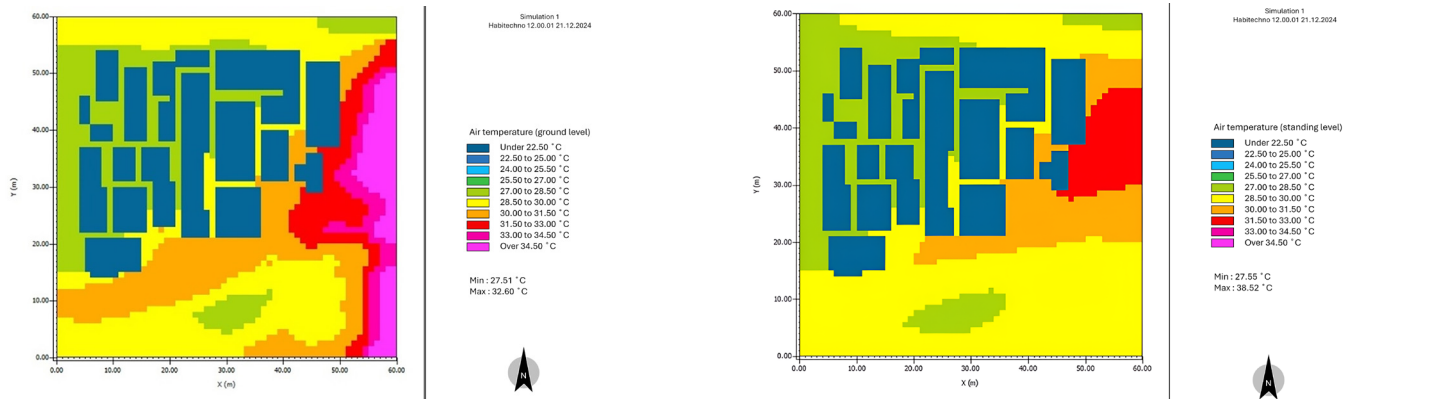 Simulation 1
Habitechno 12.00.01 21.12.2024
60.00
50.00
40.00
30.00
20.00
10.00
0.00
Y (m)
0.00 10.00 20.00 30.00 40.00 50.00 60.00
X (m)
Air temperature (ground level)
Under 22.50 ˚C
22.50 to 25.00 ˚C
24.00 to 25.50 ˚C
25.50 to 27.00 ˚C
27.00 to 28.50 ˚C
28.50 to 30.00 ˚C
30.00 to 31.50 ˚C
31.50 to 33.00 ˚C
33.00 to 34.50 ˚C
Over 34.50 ˚C
Min : 27.51 ˚C
Max : 32.60 ˚C
N
Simulation 1
Habitechno 12.00.01 21.12.2024
60.00
50.00
40.00
30.00
20.00
10.00
0.00
Y (m)
0.00 10.00 20.00 30.00 40.00 50.00 60.00
X (m)
Air temperature (standing level)
Under 22.50 ˚C
22.50 to 25.00 ˚C
24.00 to 25.50 ˚C
25.50 to 27.00 ˚C
27.00 to 28.50 ˚C
28.50 to 30.00 ˚C
30.00 to 31.50 ˚C
31.50 to 33.00 ˚C
33.00 to 34.50 ˚C
Over 34.50 ˚C
Min : 27.55 ˚C
Max : 38.52 ˚C
N